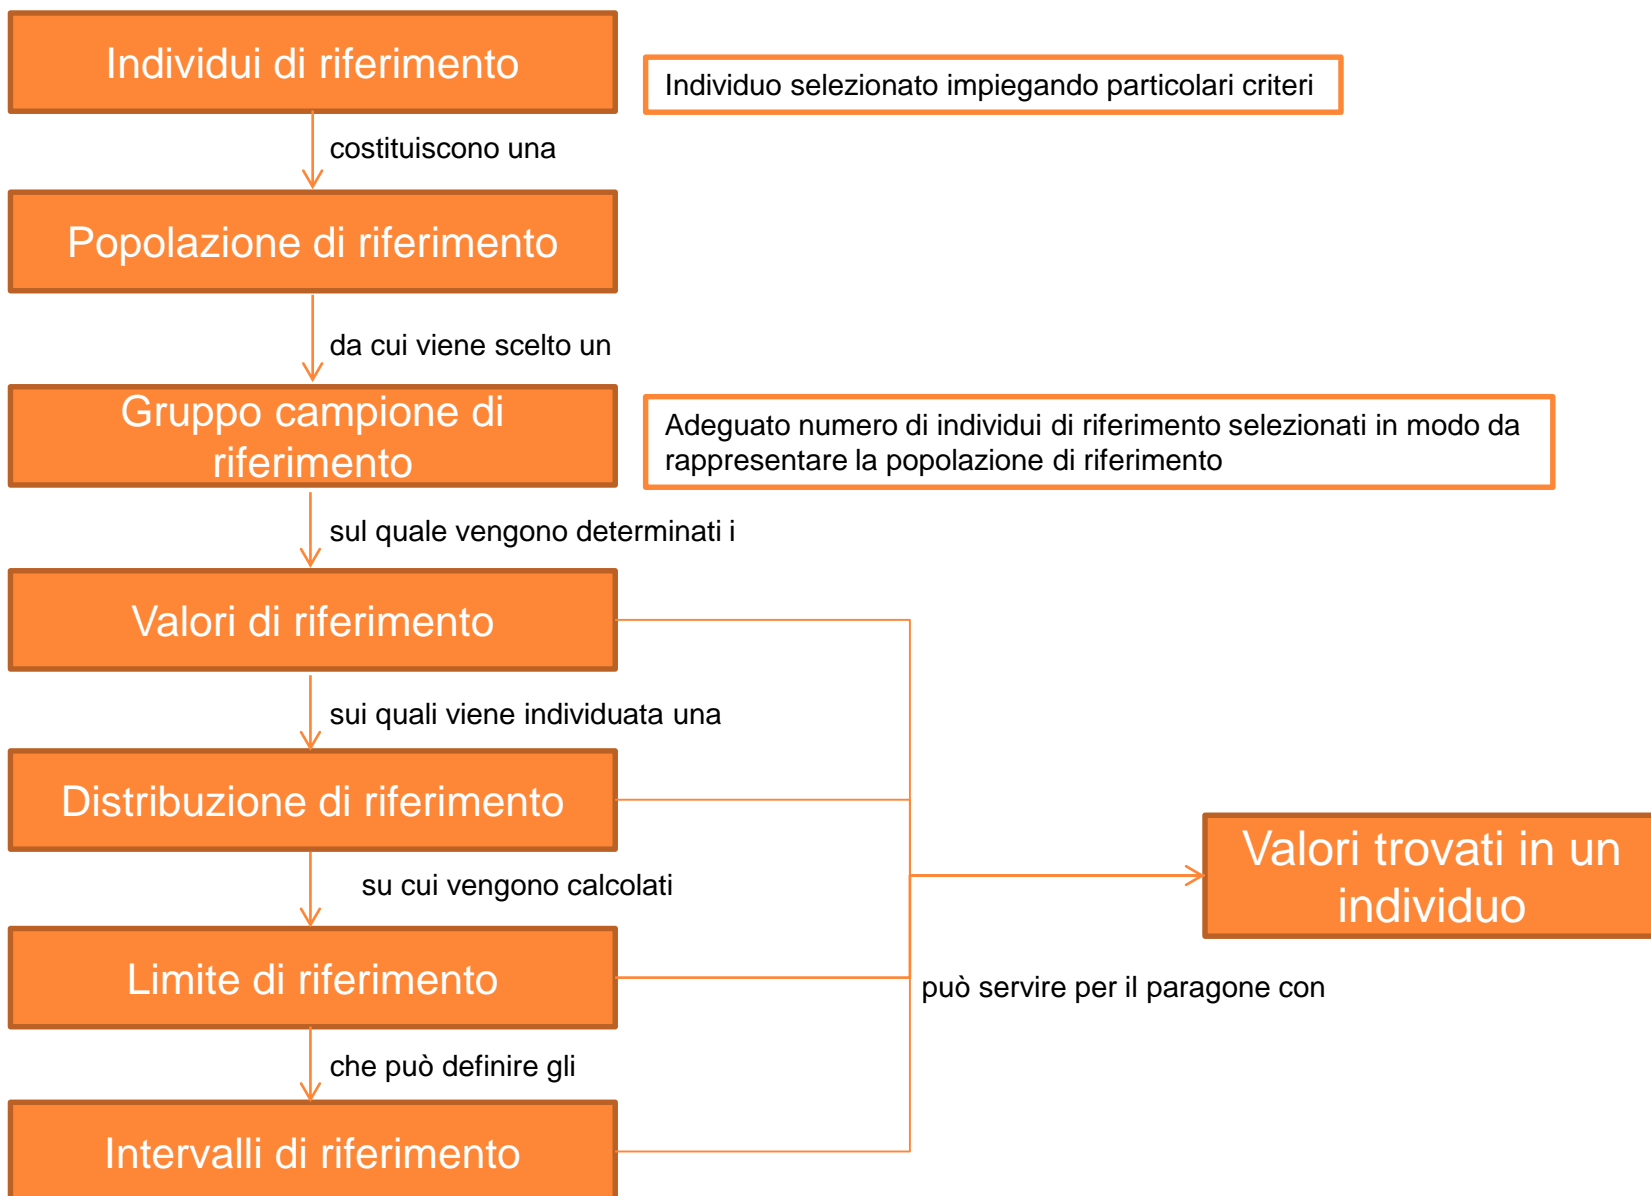 Individui di riferimento
Individuo selezionato impiegando particolari criteri
costituiscono una
Popolazione di riferimento
da cui viene scelto un
Gruppo campione di
riferimento
Adeguato numero di individui di riferimento selezionati in modo da
rappresentare la popolazione di riferimento
sul quale vengono determinati i
Valori di riferimento
sui quali viene individuata una
Distribuzione di riferimento
su cui vengono calcolati
Limite di riferimento
che può definire gli
Intervalli di riferimento
può servire per il paragone con
Valori trovati in un
individuo